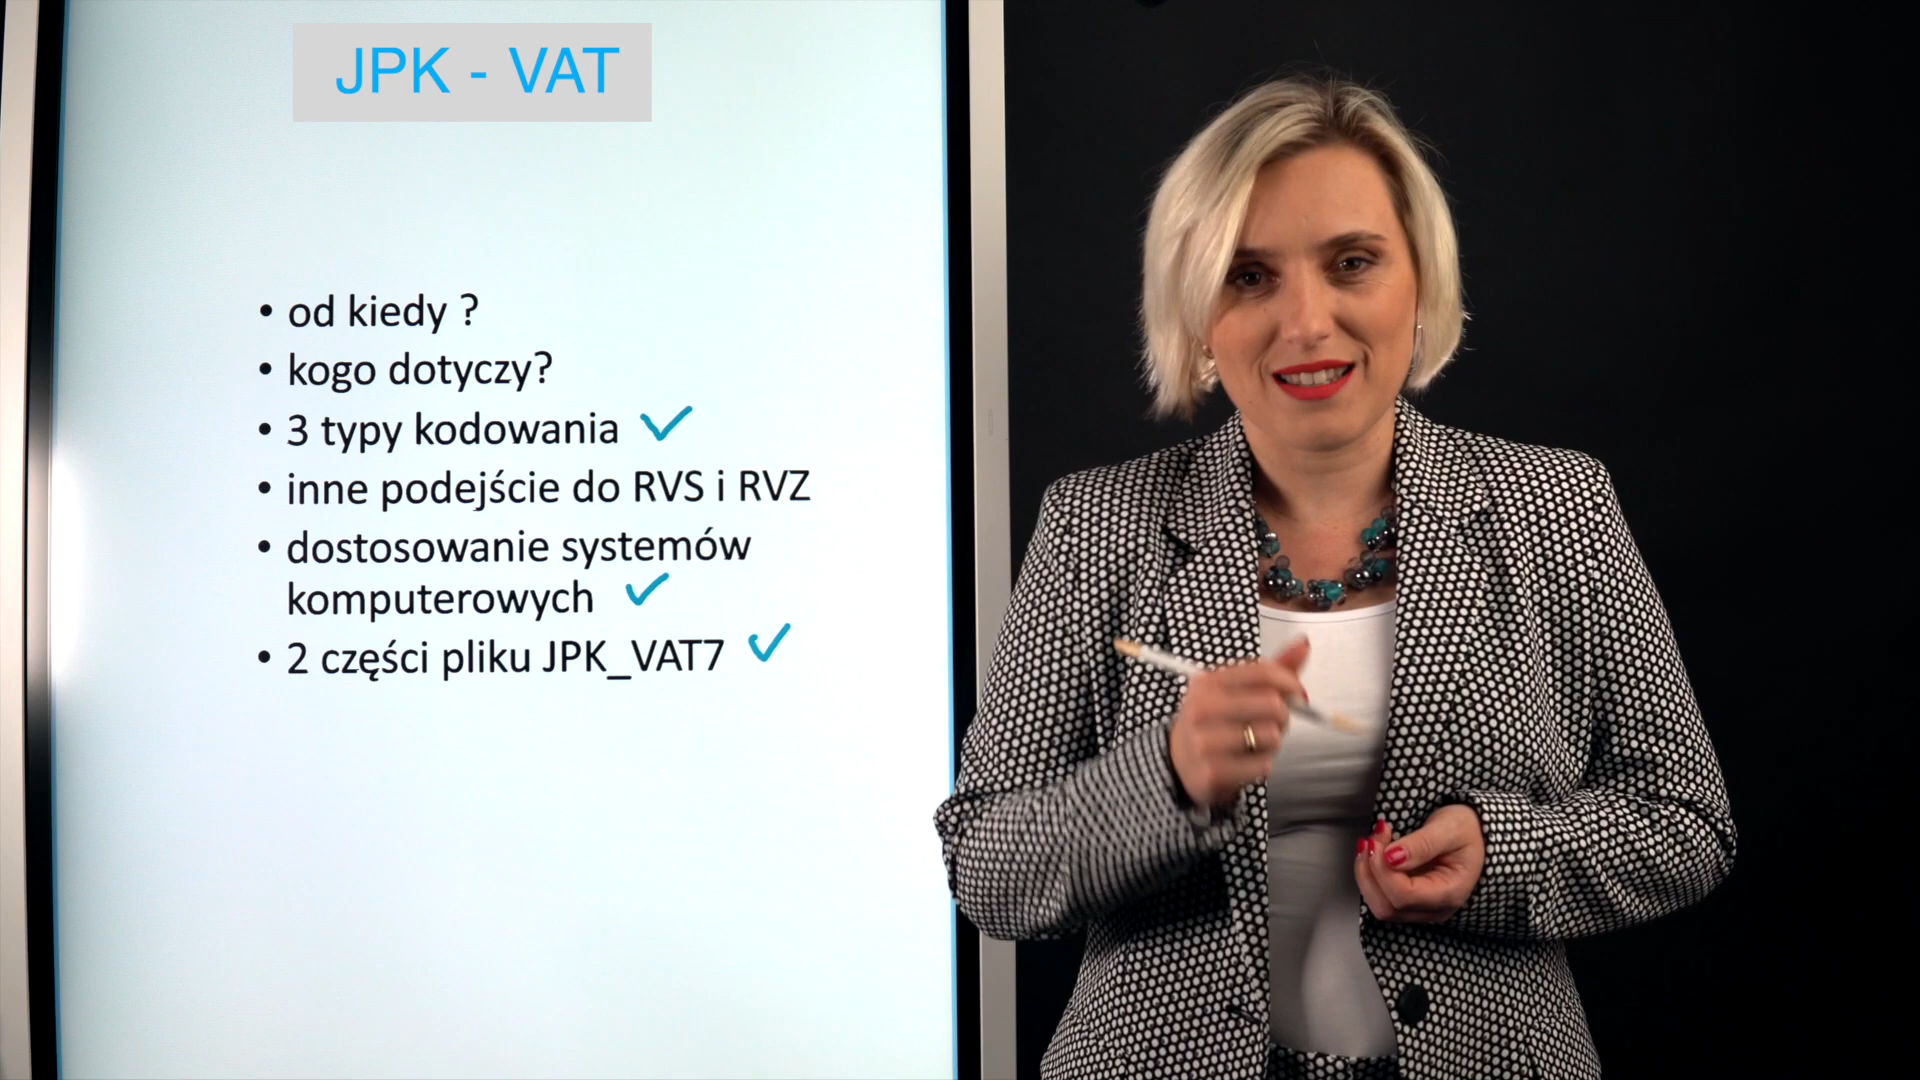 JPK - VAT
• od kiedy ?
• kogo dotyczy?
• 3 typy kodowania
• inne podejście do RVS i RVZ
• dostosowanie systemów
komputerowych
• 2 części pliku JPK_VAT7